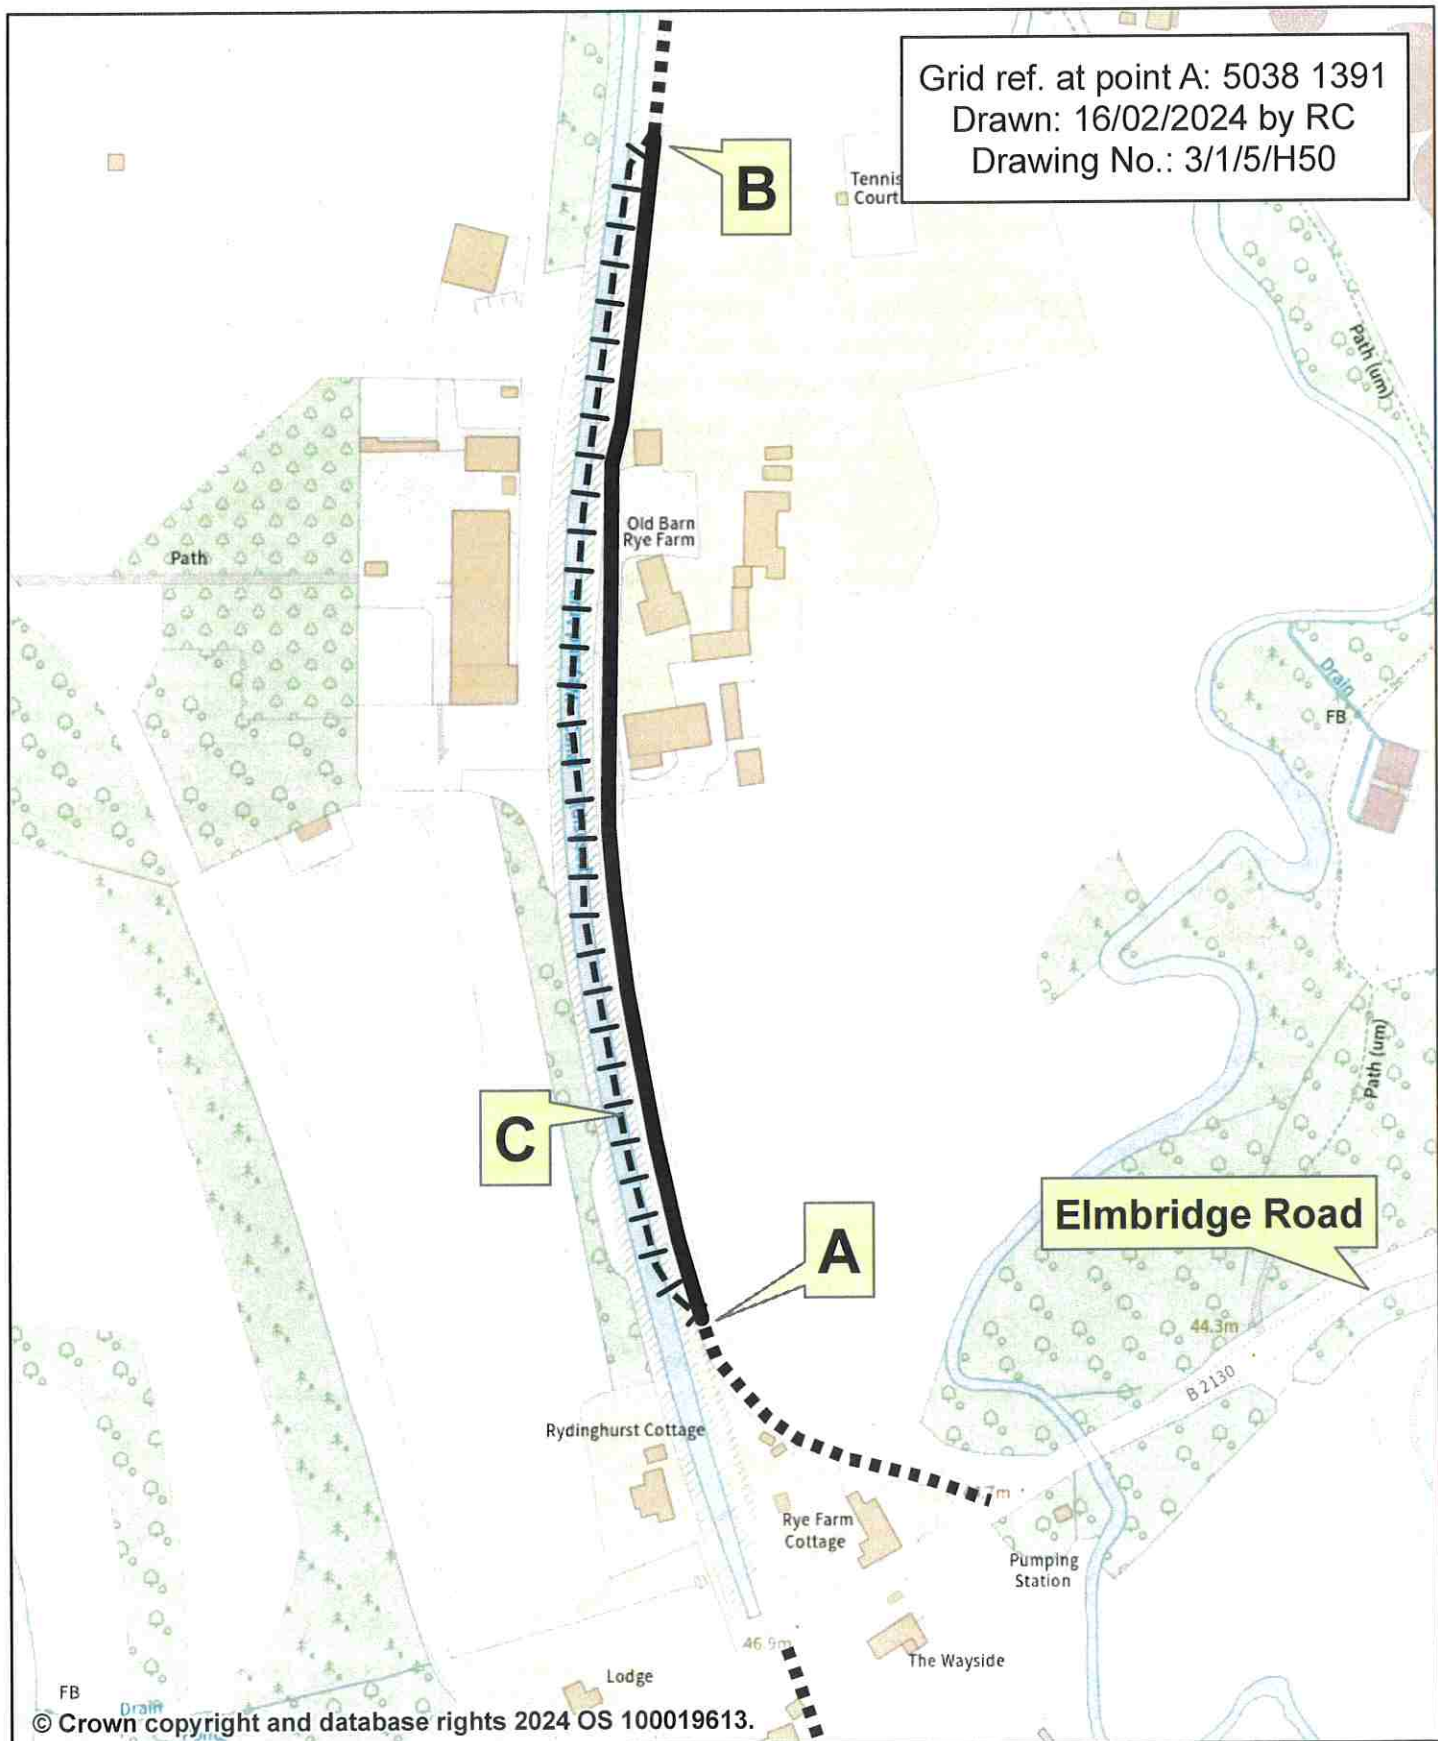 Grid ref. at point A: 5038 1391
Drawn: 16/02/2024 by RC
Drawing No.: 3/1/5/H50
B
Tennis
Court
Path (um)
Old Barn
Rye Farm
Path
Drain
FB
Path (um)
C
Elmbridge Road
A
44.3m
B 2130
Rydinghurst Cottage
7m
Rye Farm
Cottage
Pumping
Station
46.9m
The Wayside
Lodge
FB
Drain
© Crown copyright and database rights 2024 OS 100019613.